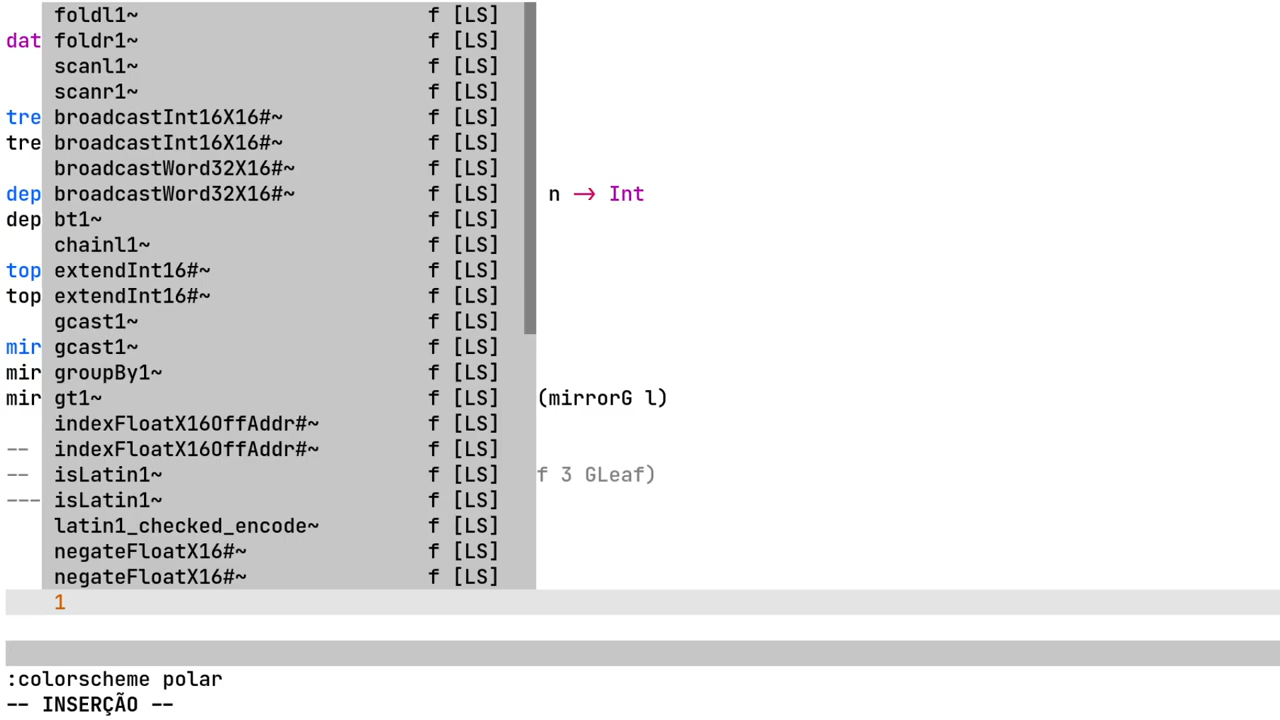 foldl1~ f [LS]
dat foldr1~ f [LS]
scanl1~ f [LS]
scanr1~ f [LS]
tre broadcastInt16X16#~ f [LS]
tre broadcastInt16X16#~ f [LS]
broadcastWord32X16#~ f [LS]
dep broadcastWord32X16#~ f [LS] n -> Int
dep bt1~ f [LS]
chainl1~ f [LS]
top extendInt16#~ f [LS]
top extendInt16#~ f [LS]
gcast1~ f [LS]
mir gcast1~ f [LS]
mir groupBy1~ f [LS]
mir gt1~ f [LS] (mirrorG l)
indexFloatX16OffAddr#~ f [LS]
-- indexFloatX16OffAddr#~ f [LS]
-- isLatin1~ f [LS] f 3 GLeaf)
--- isLatin1~ f [LS]
latin1_checked_encode~ f [LS]
negateFloatX16#~ f [LS]
negateFloatX16#~ f [LS]
1
:colorscheme polar
-- INSERÇÃO --